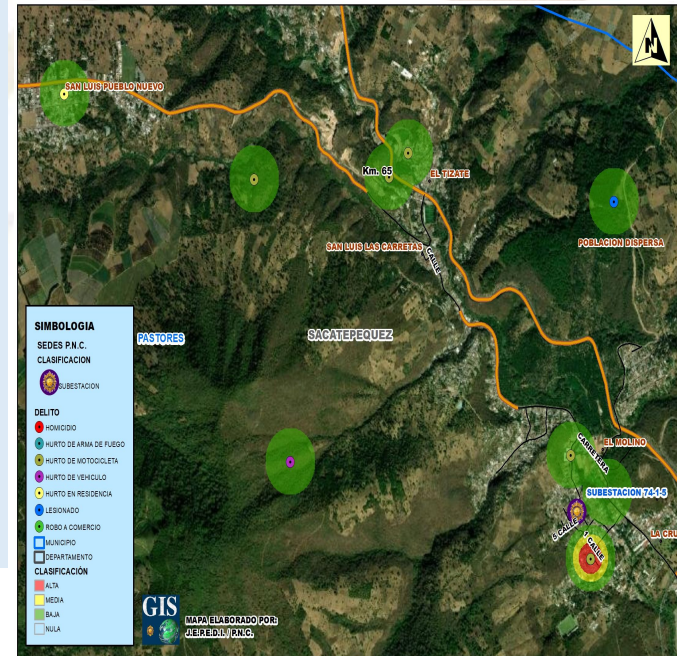 N
SAN LUIS PUEBLO NUEVO
Km. 65
EL TIZATE
POBLACION DISPERSA
SAN LUIS LAS CARRETAS
CALLE
SACATEPEQUEZ
PASTORES
EL MOLINO
CARRETERA
SUBESTACION 74-1-5
5 CALLE
1 CALLE
LA CRU
SIMBOLOGIA
SEDES P.N.C.
CLASIFICACION
SUBESTACION
DELITO
HOMICIDIO
HURTO DE ARMA DE FUEGO
HURTO DE MOTOCICLETA
HURTO DE VEHICULO
HURTO EN RESIDENCIA
LESIONADO
ROBO A COMERCIO
MUNICIPIO
DEPARTAMENTO
CLASIFICACIÓN
ALTA
MEDIA
BAJA
NULA
GIS
MAPA ELABORADO POR:
J.E.P.E.D.I. / P.N.C.